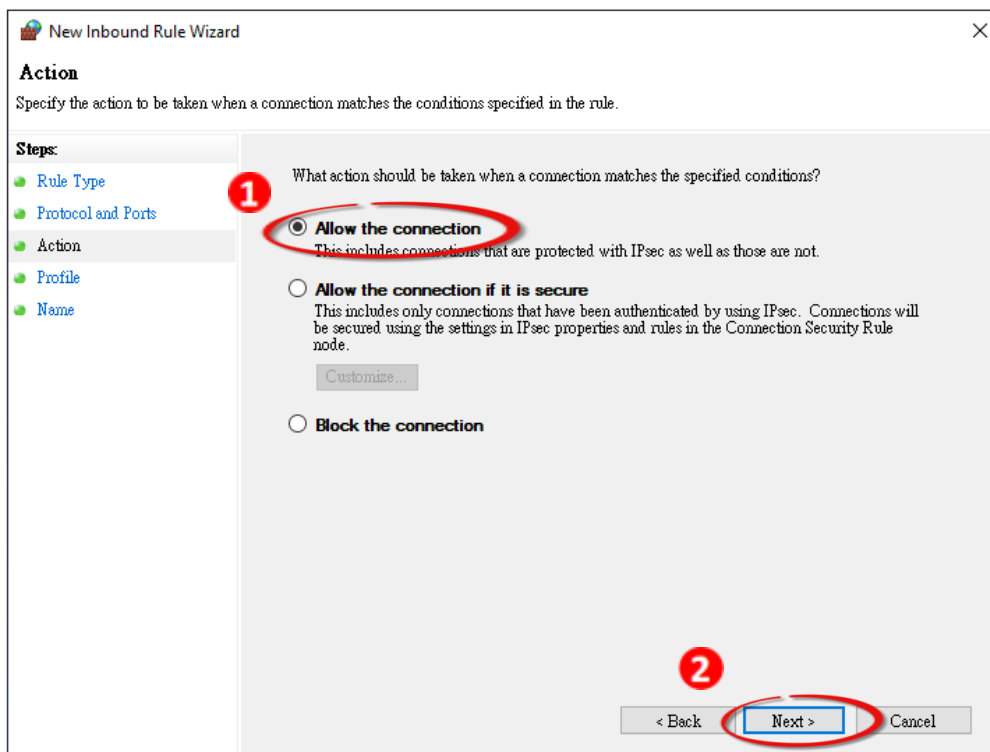 New Inbound Rule Wizard
Action
Specify the action to be taken when a connection matches the conditions specified in the rule.
Steps:
Rule Type
Protocol and Ports
Action
Profile
Name
1
What action should be taken when a connection matches the specified conditions?
Allow the connection
This includes connections that are protected with IPsec as well as those are not.
Allow the connection if it is secure
This includes only connections that have been authenticated by using IPsec. Connections will
be secured using the settings in IPsec properties and rules in the Connection Security Rule
node.
Customize...
Block the connection
2
< Back
Next >
Cancel